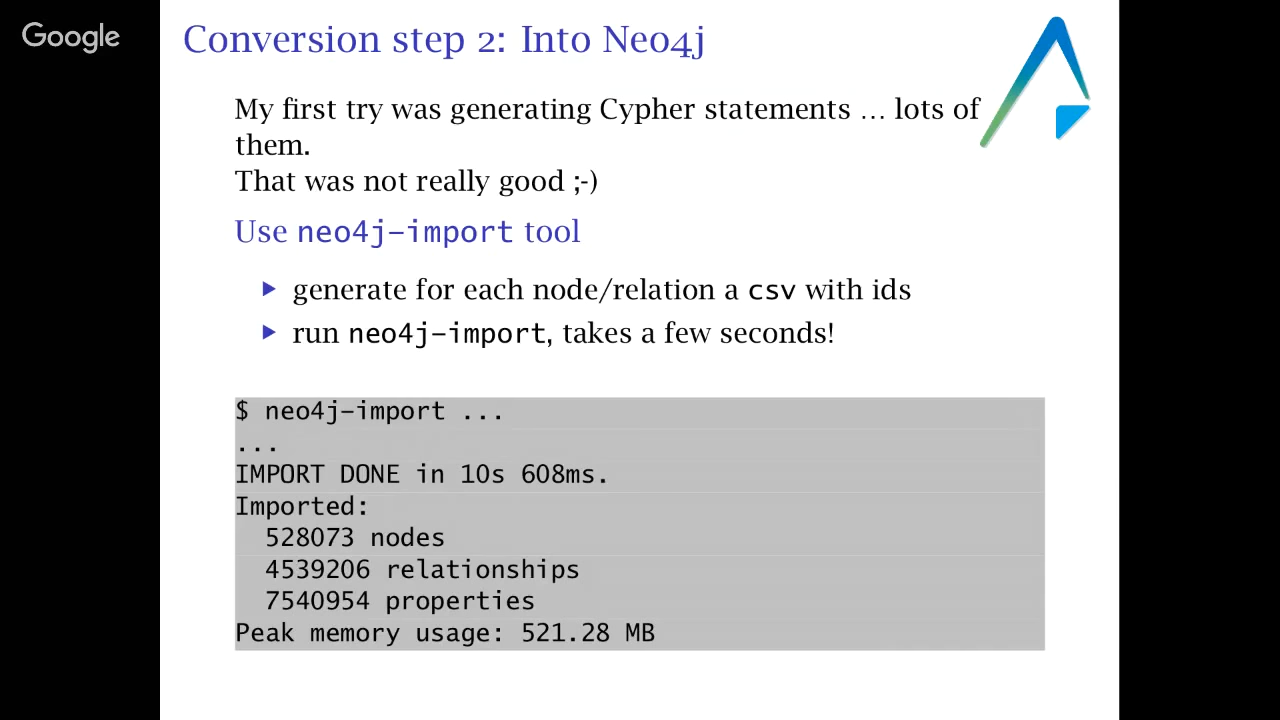 Google
Conversion step 2: Into Neo4j
My first try was generating Cypher statements … lots of
them.
That was not really good ;-)
Use neo4j-import tool
generate for each node/relation a csv with ids
run neo4j-import, takes a few seconds!
$ neo4j-import ...
...
IMPORT DONE in 10s 608ms.
Imported:
528073 nodes
4539206 relationships
7540954 properties
Peak memory usage: 521.28 MB